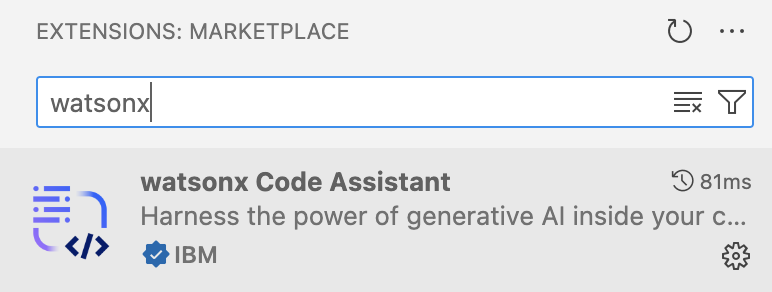 EXTENSIONS: MARKETPLACE
watsonx
watsonx Code Assistant 81ms
Harness the power of generative AI inside your c...
IBM